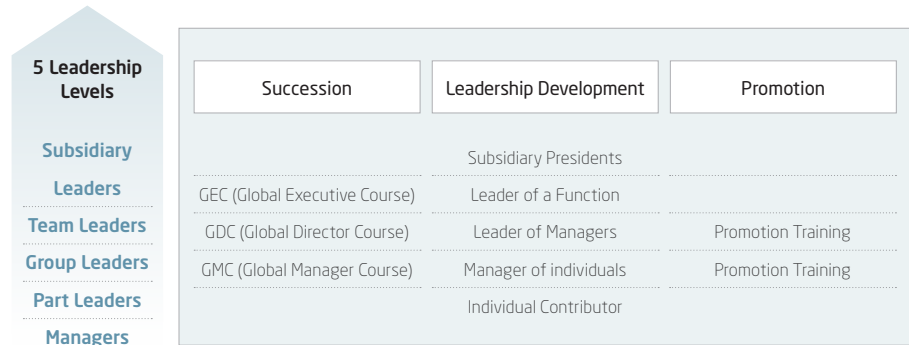 5 Leadership
Levels
Subsidiary
Leaders
Team Leaders
Group Leaders
Part Leaders
Managers
Succession
Leadership Development
Promotion
Subsidiary Presidents
GEC (Global Executive Course)
Leader of a Function
GDC (Global Director Course)
Leader of Managers
Promotion Training
GMC (Global Manager Course)
Manager of individuals
Promotion Training
Individual Contributor